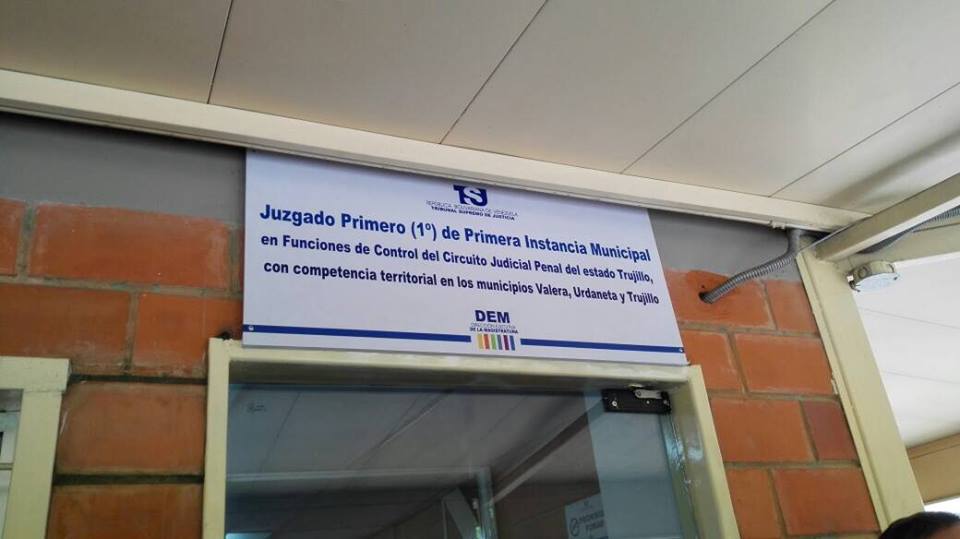 TSJ
REPÚBLICA BOLIVARIANA DE VENEZUELA
TRIBUNAL SUPREMO DE JUSTICIA
Juzgado Primero (1º) de Primera Instancia Municipal
en Funciones de Control del Circuito Judicial Penal del estado Trujillo,
con competencia territorial en los municipios Valera, Urdaneta y Trujillo
DEM
DIRECCIÓN EJECUTIVA
DE LA MAGISTRATURA